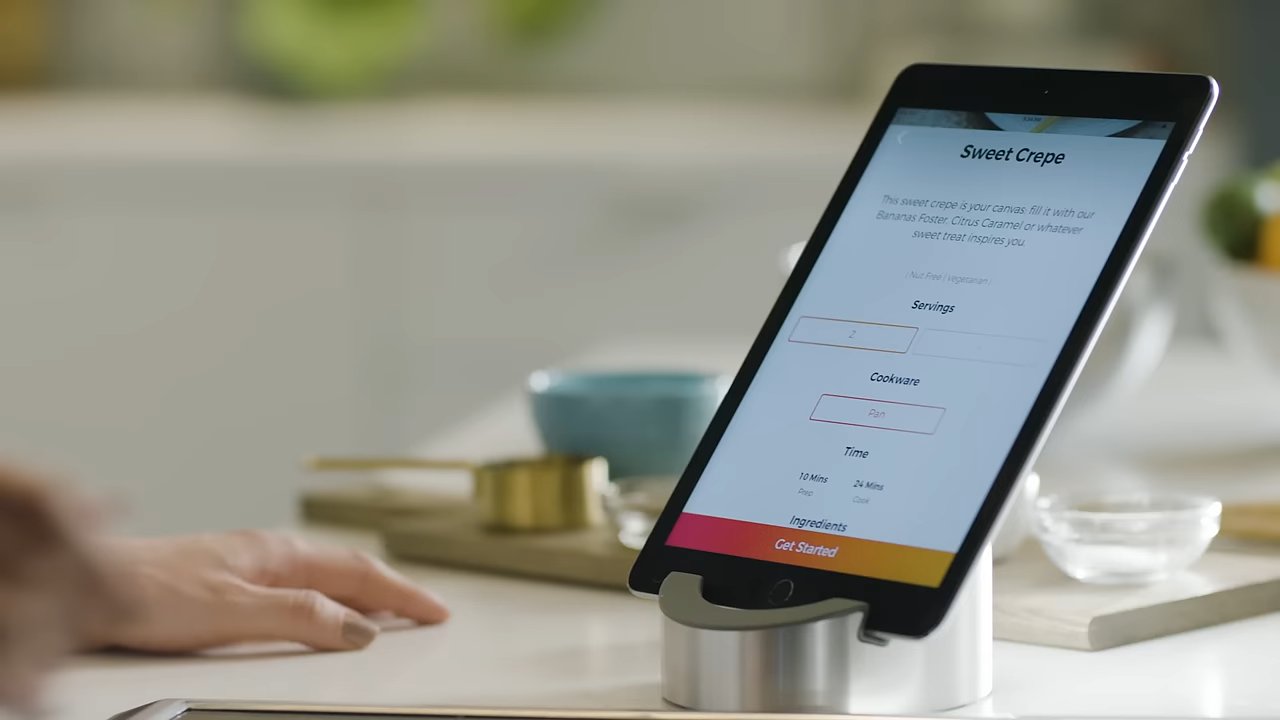 Sweet Crepe
This sweet crepe is your canvas: fill it with our
Bananas Foster, Citrus Caramel or whatever
sweet treat inspires you.
| Nut Free | Vegetarian
Servings
2
Cookware
Pan
Time
10 Mins 24 Mins
Prep Cook
Ingredients
Get Started